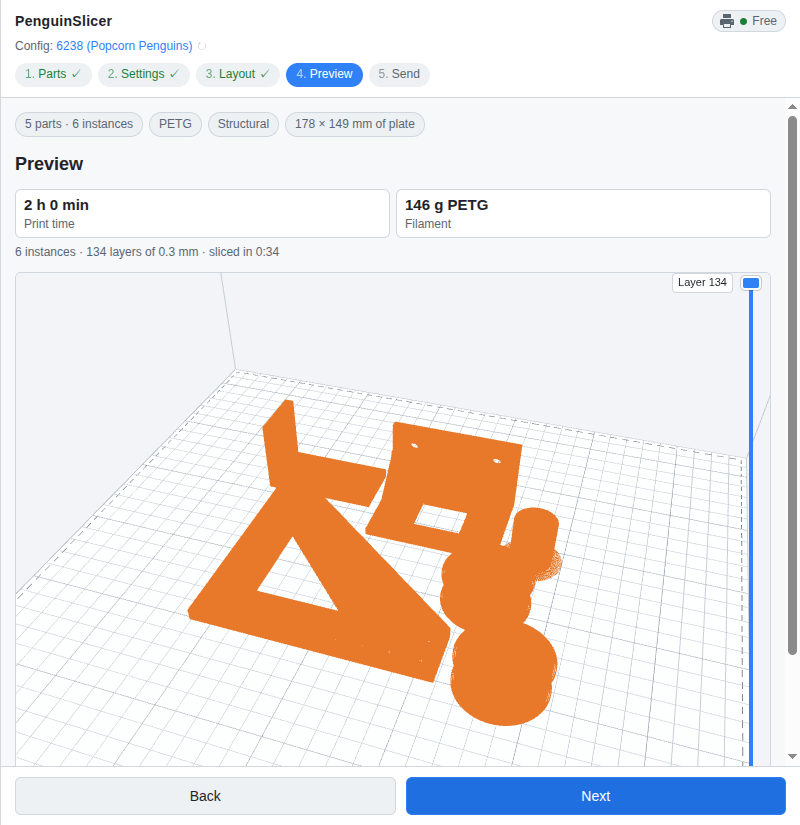 PenguinSlicer
Free
Config: 6238 (Popcorn Penguins)
1. Parts ✓
2. Settings ✓
3. Layout ✓
4. Preview
5. Send
5 parts · 6 instances
PETG
Structural
178 × 149 mm of plate
Preview
2 h 0 min
Print time
146 g PETG
Filament
6 instances · 134 layers of 0.3 mm · sliced in 0:34
Layer 134
Back
Next